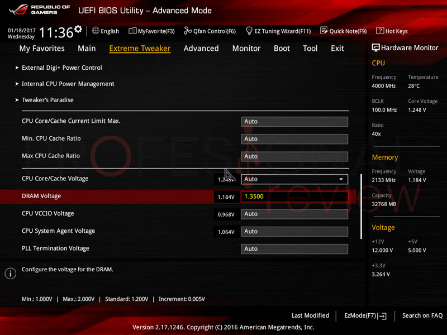 REPUBLIC OF
GAMERS
UEFI BIOS Utility – Advanced Mode
01/18/2017
Wednesday
11:36
English
MyFavorite(F3)
Qfan Control(F6)
EZ Tuning Wizard(F11)
Quick Note(F9)
Hot Keys
My Favorites
Main
Extreme Tweaker
Advanced
Monitor
Boot
Tool
Exit
Hardware Monitor
> External Digi+ Power Control
> Internal CPU Power Management
> Tweaker's Paradise
CPU Core/Cache Current Limit Max. Auto
Min. CPU Cache Ratio Auto
Max CPU Cache Ratio Auto
CPU Core/Cache Voltage Auto
DRAM Voltage 1.184V 1.3500
CPU VCCIO Voltage 0.968V Auto
CPU System Agent Voltage 1.064V Auto
PLL Termination Voltage Auto
Configure the voltage for the DRAM.
Min.: 1.000V | Max.: 2.000V | Standard: 1.200V | Increment: 0.005V
CPU
Frequency Temperature
4000 MHz 28°C
BCLK Core Voltage
100.0 MHz 1.248 V
Ratio
40x
Memory
Frequency Voltage
2133 MHz 1.184 V
Capacity
32768 MB
Voltage
+12V +5V
12.000 V 5.000 V
+3.3V
3.261 V
Last Modified
EzMode(F7)
Search on FAQ
Version 2.17.1246. Copyright (C) 2016 American Megatrends, Inc.